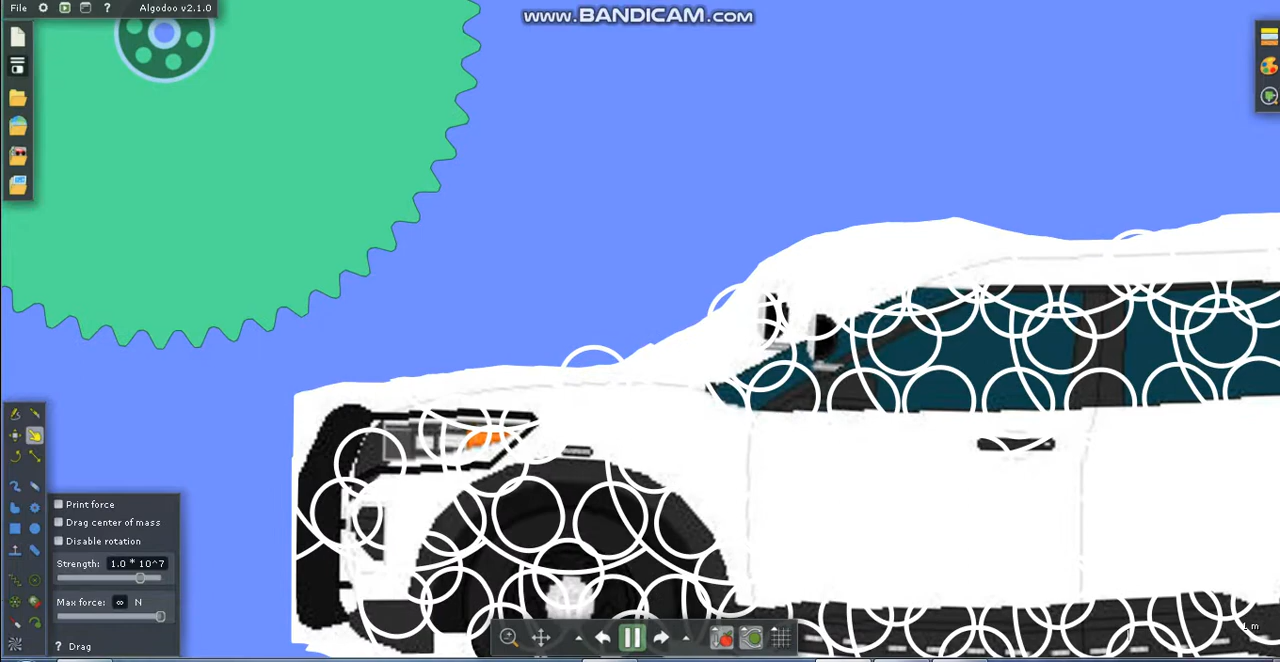 File ? Algodoo v2.1.0
www.BANDICAM.com
Print force
Drag center of mass
Disable rotation
Strength: 1.0 * 10^7
Max force: ∞ N
? Drag
1 m